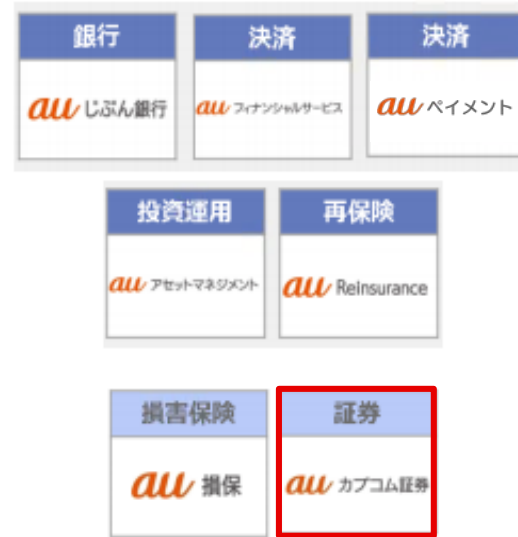 銀行
決済
決済
au じぶん銀行
au フィナンシャルサービス
au ペイメント
投資運用
再保険
au アセットマネジメント
au Reinsurance
損害保険
証券
au 損保
au カブコム証券